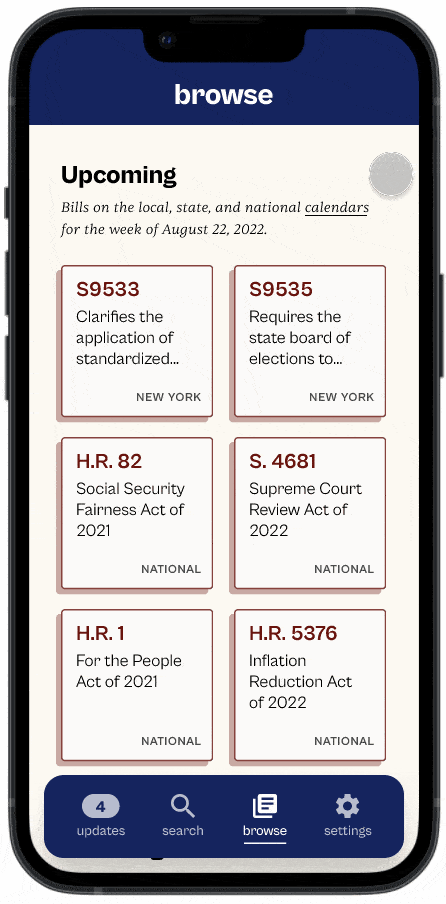 browse
Upcoming
Bills on the local, state, and national calendars
for the week of August 22, 2022.
S9533
Clarifies the
application of
standardized...
NEW YORK
S9535
Requires the
state board of
elections to...
NEW YORK
H.R. 82
Social Security
Fairness Act of
2021
NATIONAL
S. 4681
Supreme Court
Review Act of
2022
NATIONAL
H.R. 1
For the People
Act of 2021
NATIONAL
H.R. 5376
Inflation
Reduction Act
of 2022
NATIONAL
4
updates
search
browse
settings